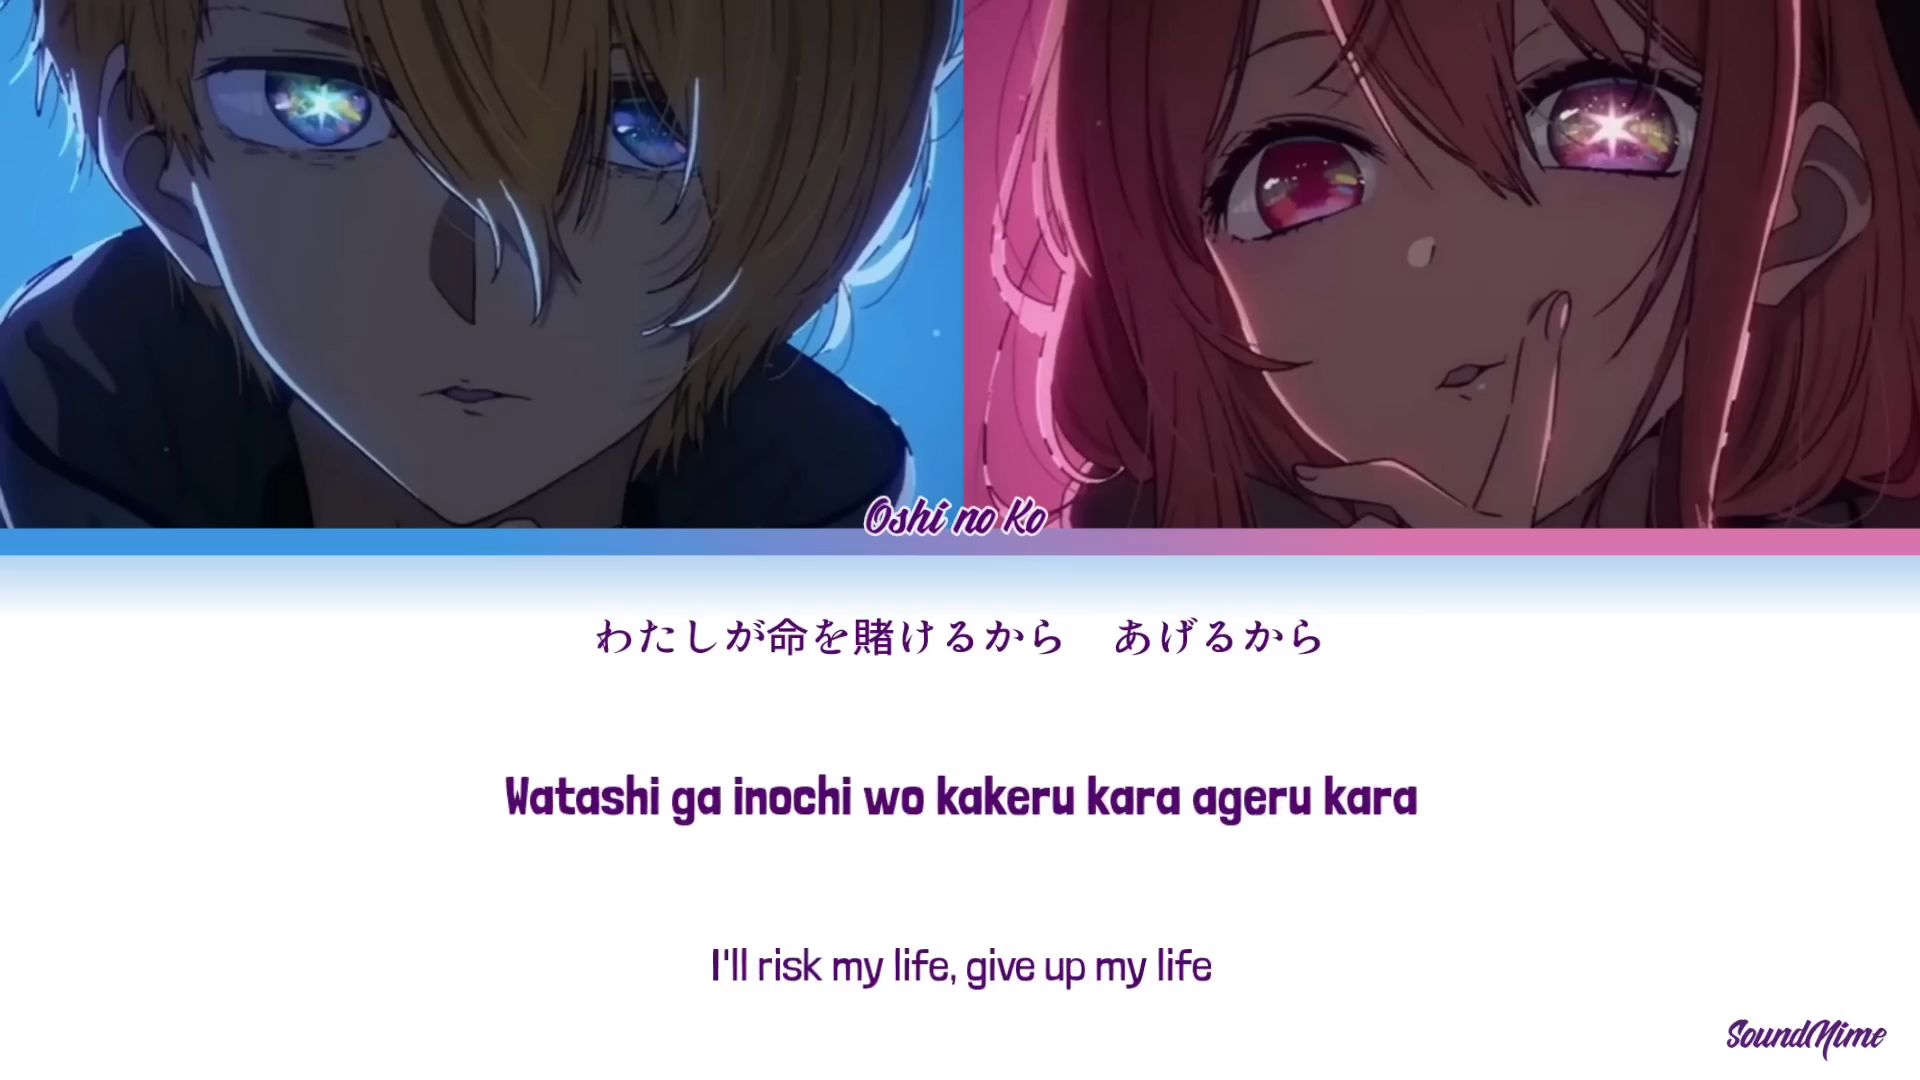 Oshi no Ko
わたしが命を賭けるから　あげるから
Watashi ga inochi wo kakeru kara ageru kara
I'll risk my life, give up my life
SoundNime